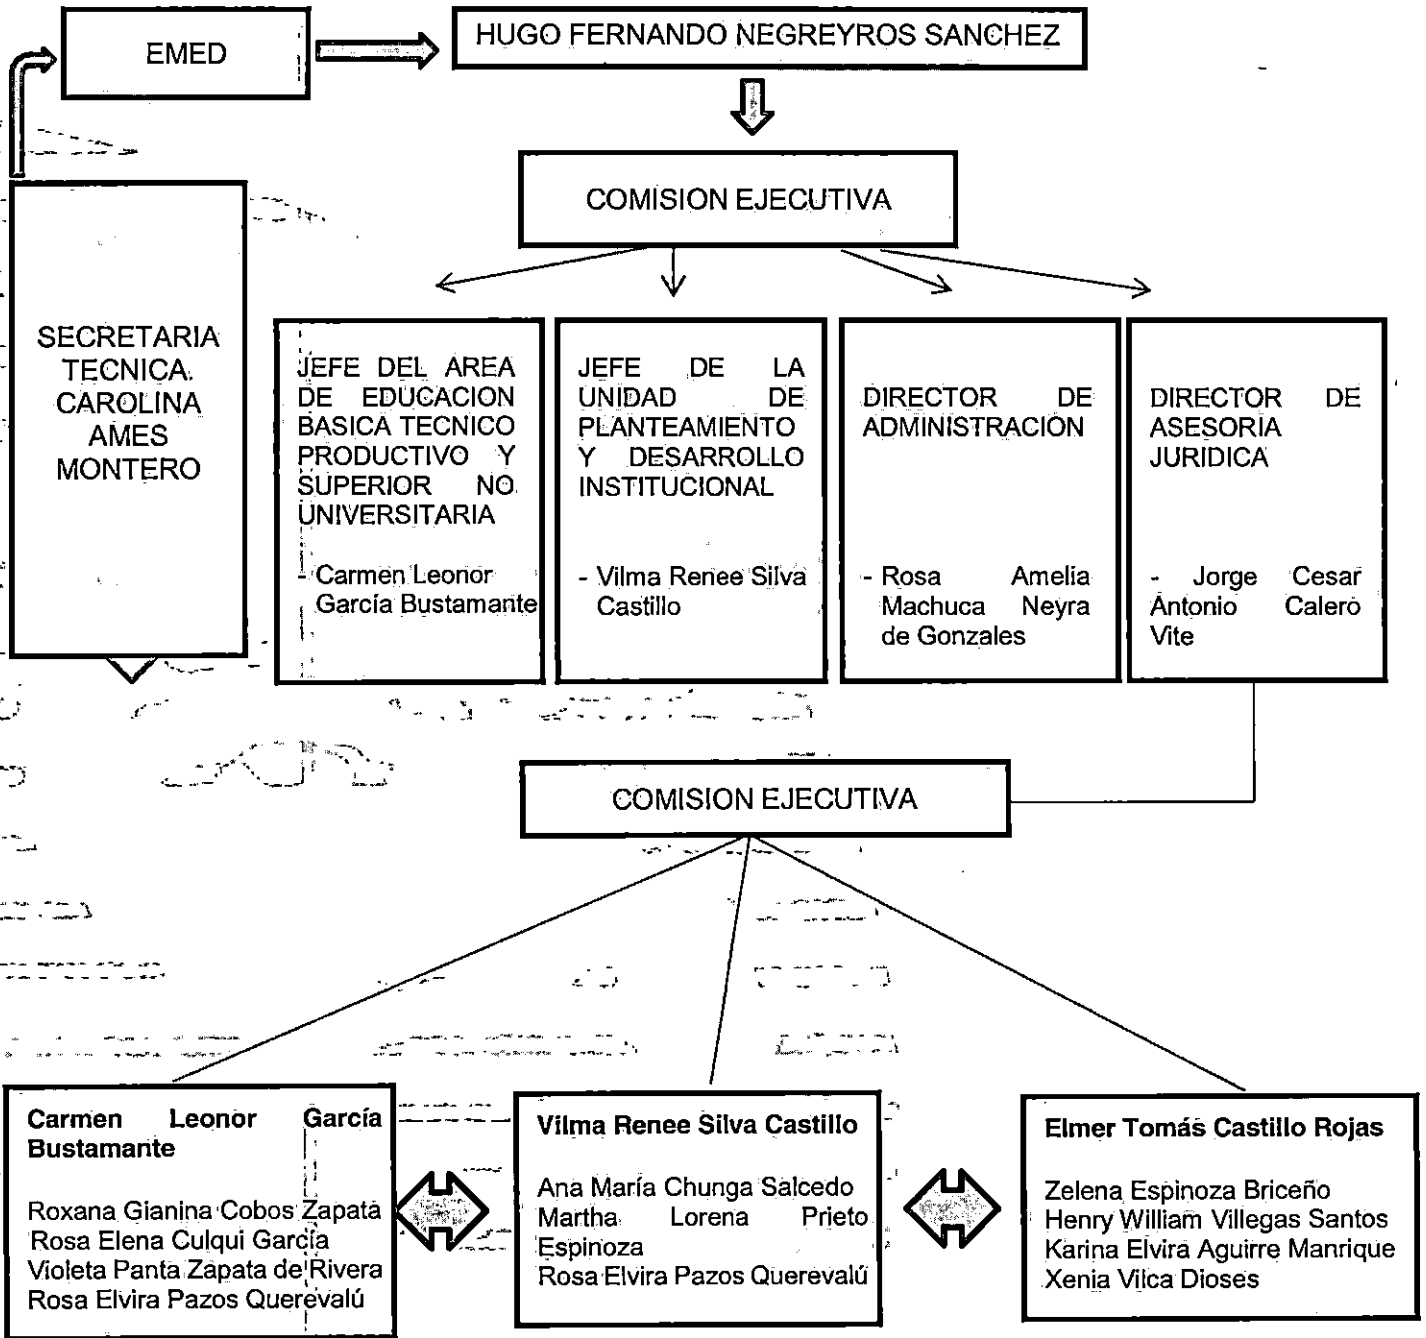 EMED
HUGO FERNANDO NEGREYROS SANCHEZ
COMISION EJECUTIVA
SECRETARIA
TECNICA.
CAROLINA
AMES
MONTERO
JEFE DEL AREA
DE EDUCACION
BASICA TECNICO
PRODUCTIVO Y
SUPERIOR NO
UNIVERSITARIA
- Carmen Leonor
García Bustamante
JEFE DE LA
UNIDAD DE
PLANTEAMIENTO
Y DESARROLLO
INSTITUCIONAL
- Vilma Renee Silva
Castillo
DIRECTOR DE
ADMINISTRACIÓN
- Rosa Amelia
Machuca Neyra
de Gonzales
DIRECTOR DE
ASESORIA
JURIDICA
- Jorge Cesar
Antonio Calero
Vite
COMISION EJECUTIVA
Carmen Leonor García
Bustamante
Roxana Gianina Cobos Zapata
Rosa Elena Culqui García
Violeta Panta Zapata de Rivera
Rosa Elvira Pazos Querevalú
Vilma Renee Silva Castillo
Ana María Chunga Salcedo
Martha Lorena Prieto
Espinoza
Rosa Elvira Pazos Querevalú
Elmer Tomás Castillo Rojas
Zelena Espinoza Briceño
Henry William Villegas Santos
Karina Elvira Aguirre Manrique
Xenia Vilca Dioses